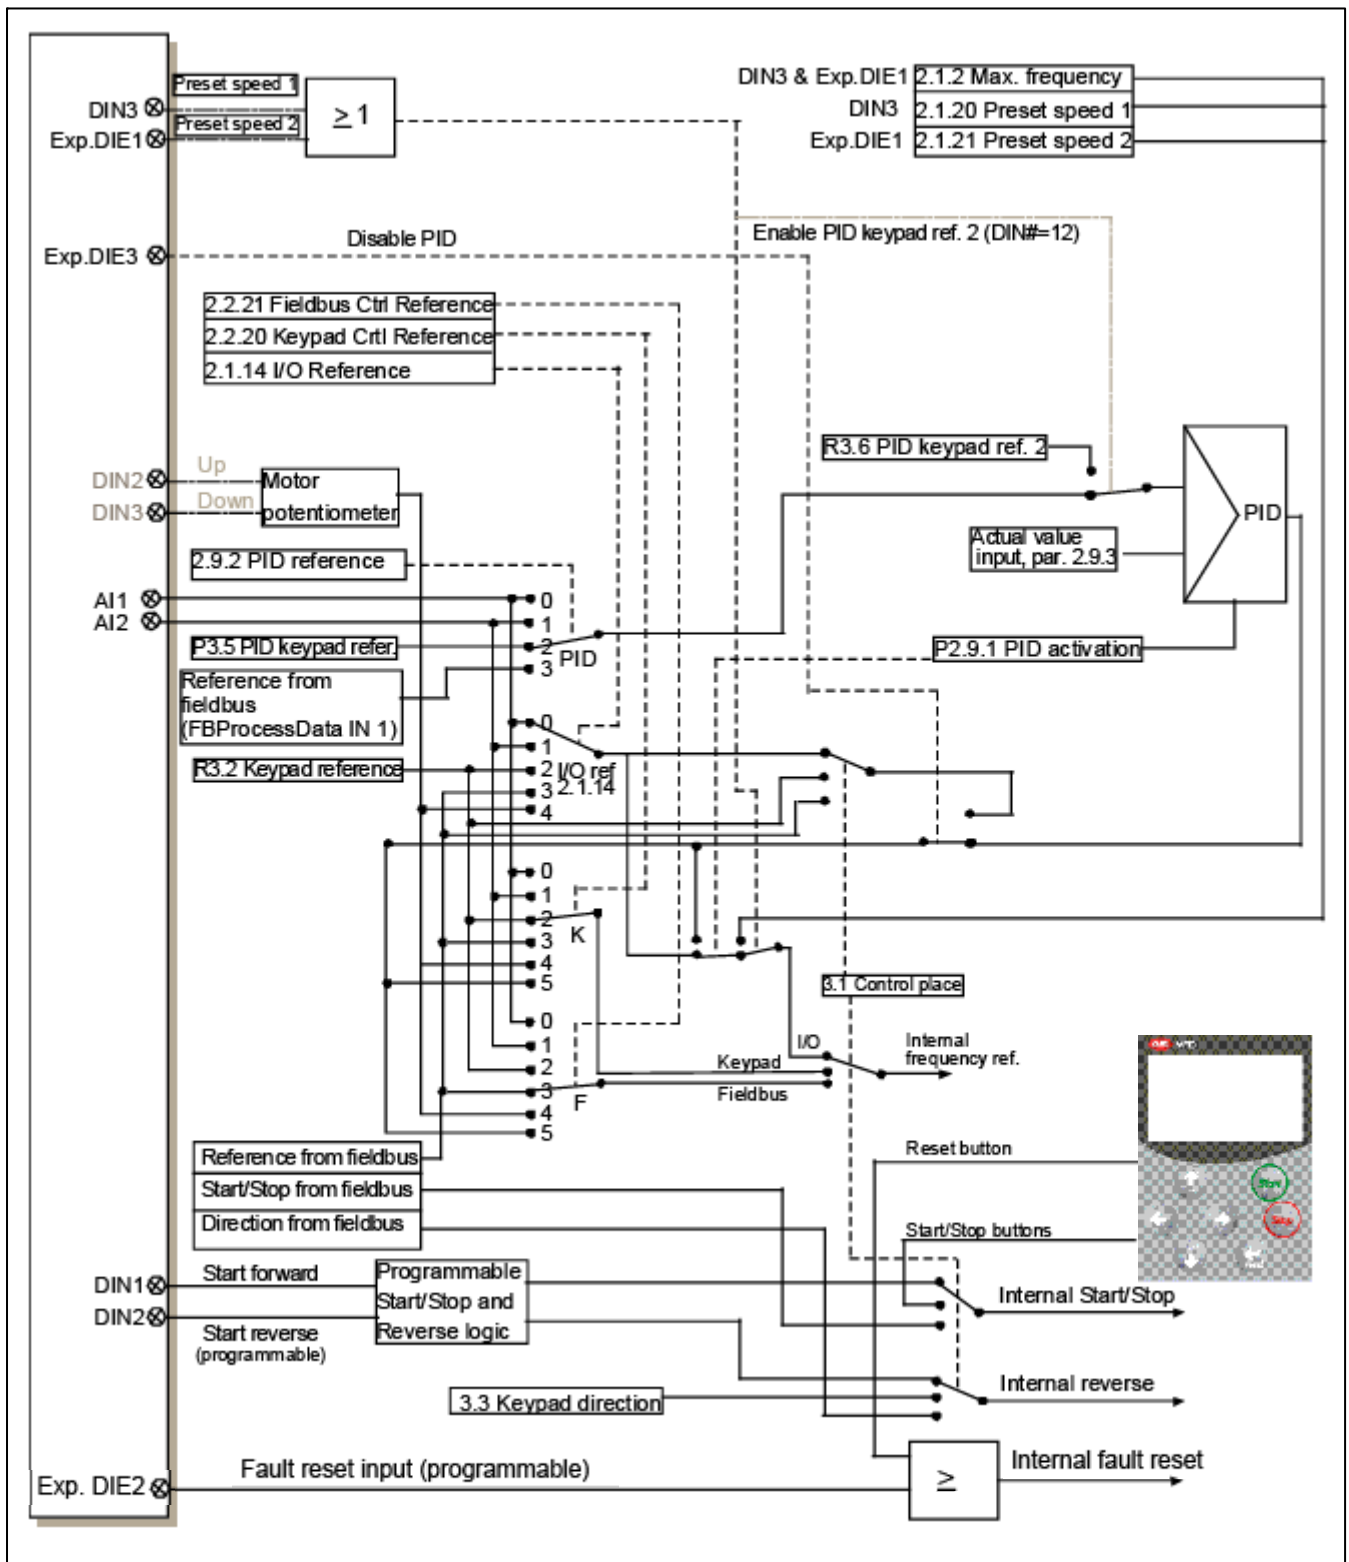 Preset speed 1
DIN3
Preset speed 2
Exp.DIE1
≥ 1
DIN3 & Exp.DIE1 2.1.2 Max. frequency
DIN3 2.1.20 Preset speed 1
Exp.DIE1 2.1.21 Preset speed 2
Exp.DIE3
Disable PID
Enable PID keypad ref. 2 (DIN#=12)
2.2.21 Fieldbus Ctrl Reference
2.2.20 Keypad Crtl Reference
2.1.14 I/O Reference
R3.6 PID keypad ref. 2
DIN2
Up
DIN3
Down
Motor
potentiometer
PID
Actual value
input, par. 2.9.3
2.9.2 PID reference
AI1
AI2
0
1
2
3
PID
P3.5 PID keypad refer.
P2.9.1 PID activation
Reference from
fieldbus
(FBProcessData IN 1)
R3.2 Keypad reference
0
1
2
3
4
I/O ref
2.1.14
0
1
2
3
4
5
K
3.1 Control place
0
1
2
3
4
5
F
I/O
Keypad
Fieldbus
Internal
frequency ref.
Reference from fieldbus
Start/Stop from fieldbus
Direction from fieldbus
Reset button
Start/Stop buttons
Start
Stop
DIN1
Start forward
DIN2
Start reverse
(programmable)
Programmable
Start/Stop and
Reverse logic
Internal Start/Stop
3.3 Keypad direction
Internal reverse
Exp. DIE2
Fault reset input (programmable)
≥
Internal fault reset